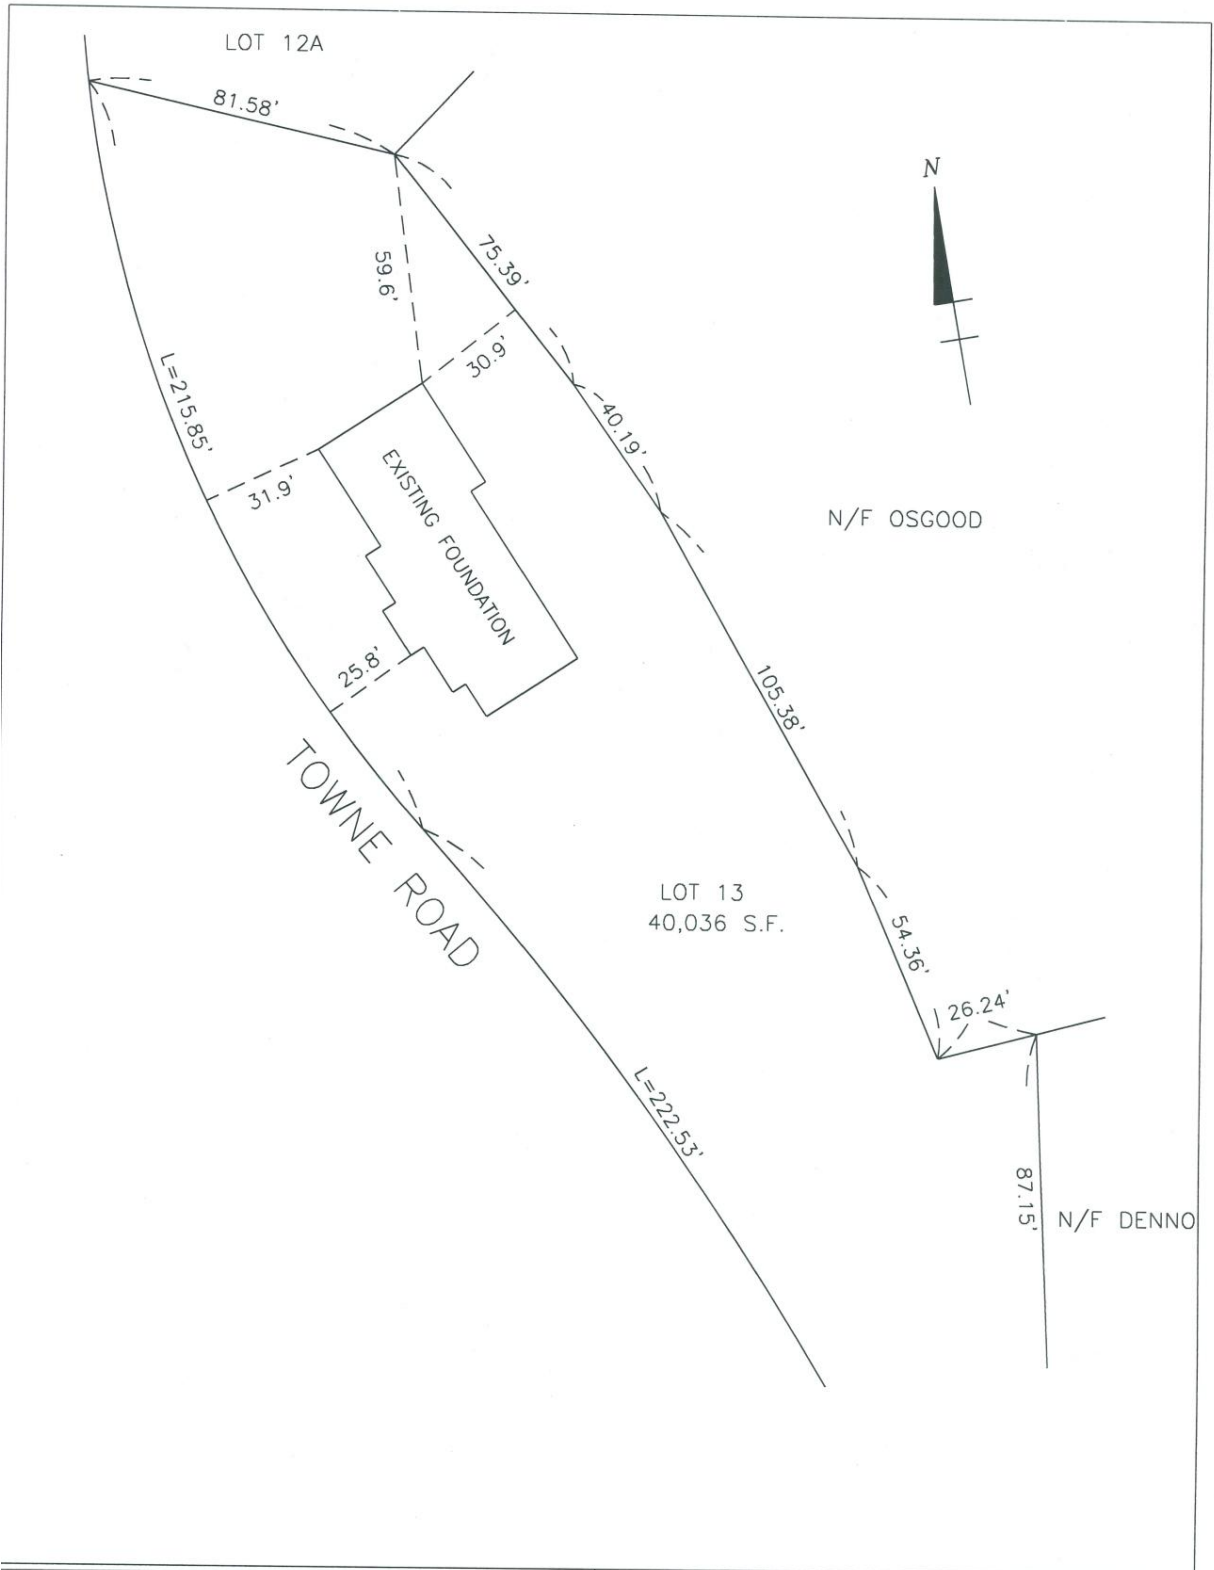 LOT 12A
81.58'
N
75.39'
59.6'
30.9'
L=215.85'
40.19'
31.9'
EXISTING FOUNDATION
N/F OSGOOD
25.8'
105.38'
TOWNE ROAD
LOT 13
40,036 S.F.
54.36'
26.24'
L=222.53'
87.15'
N/F DENNO